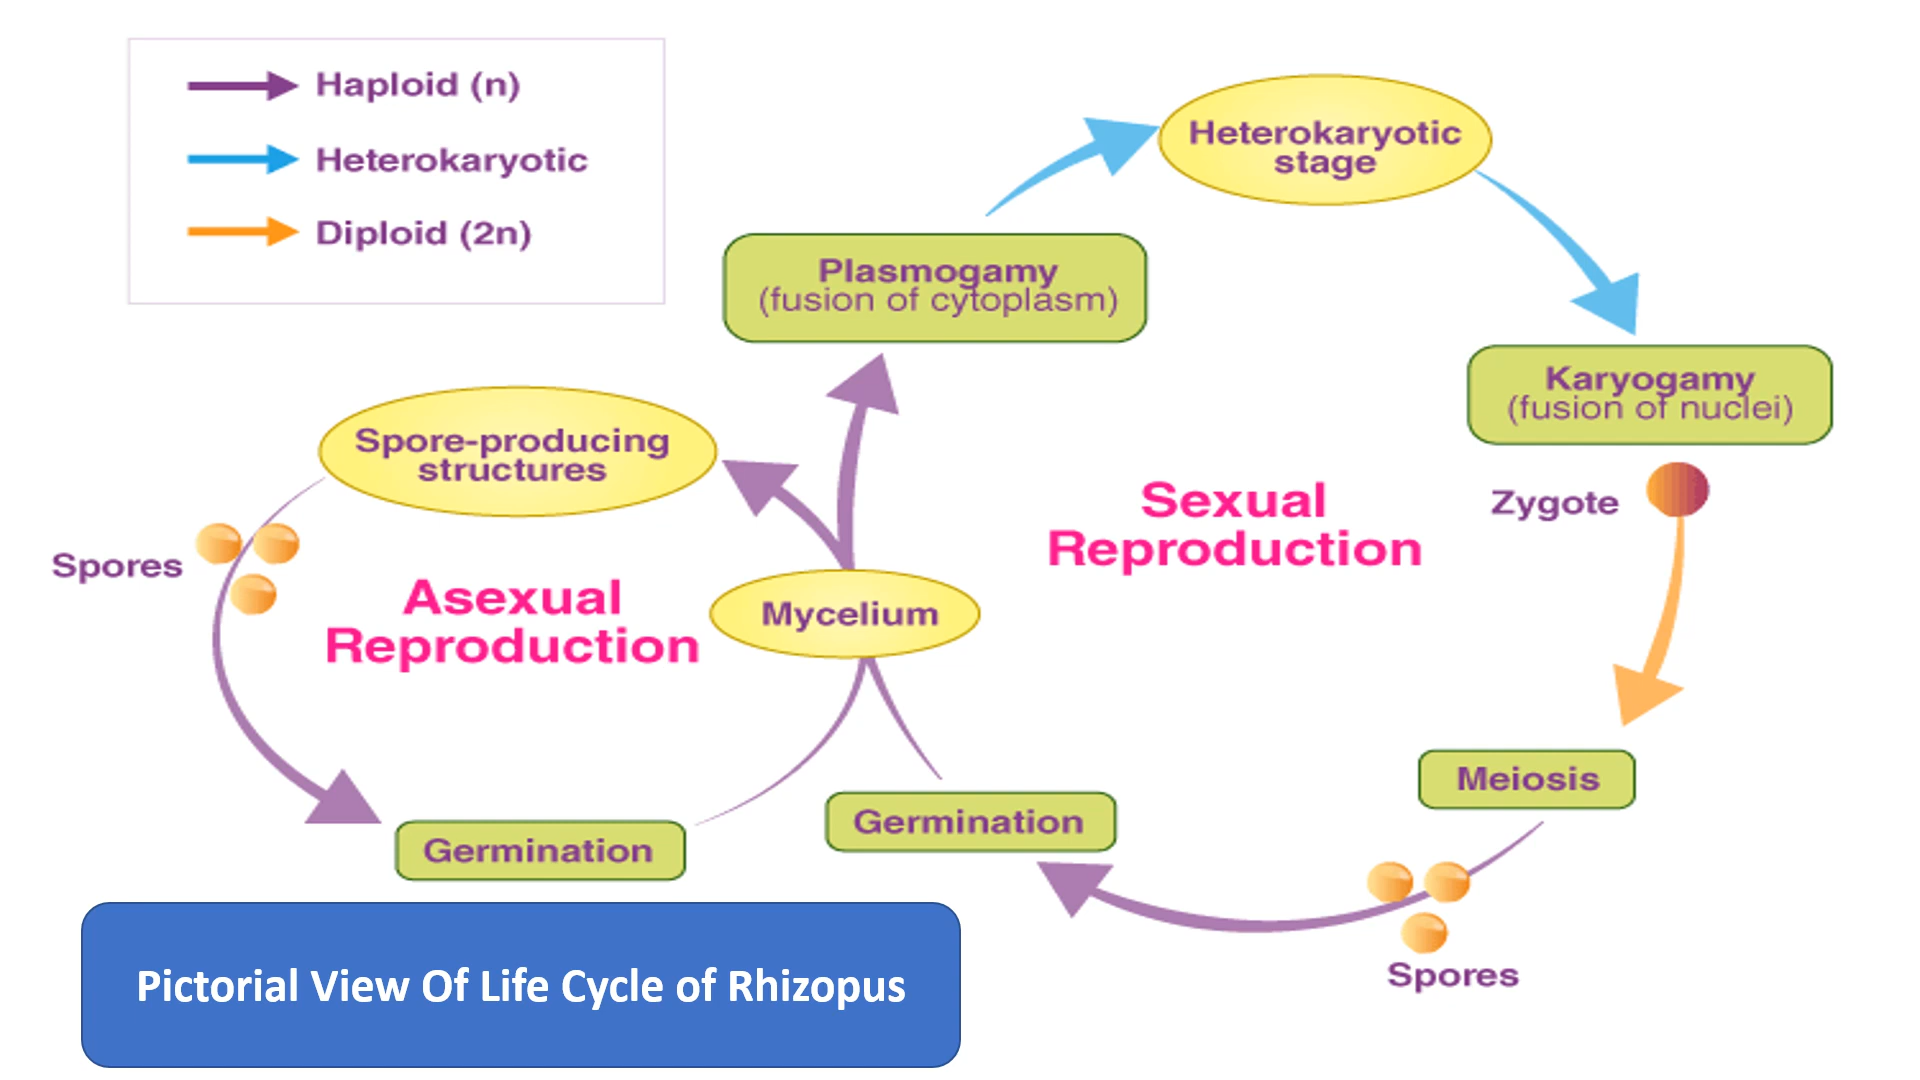 Haploid (n)
Heterokaryotic
Diploid (2n)
Heterokaryotic
stage
Plasmogamy
(fusion of cytoplasm)
Karyogamy
(fusion of nuclei)
Spore-producing
structures
Zygote
Sexual
Reproduction
Spores
Asexual
Reproduction
Mycelium
Meiosis
Germination
Germination
Spores
Pictorial View Of Life Cycle of Rhizopus